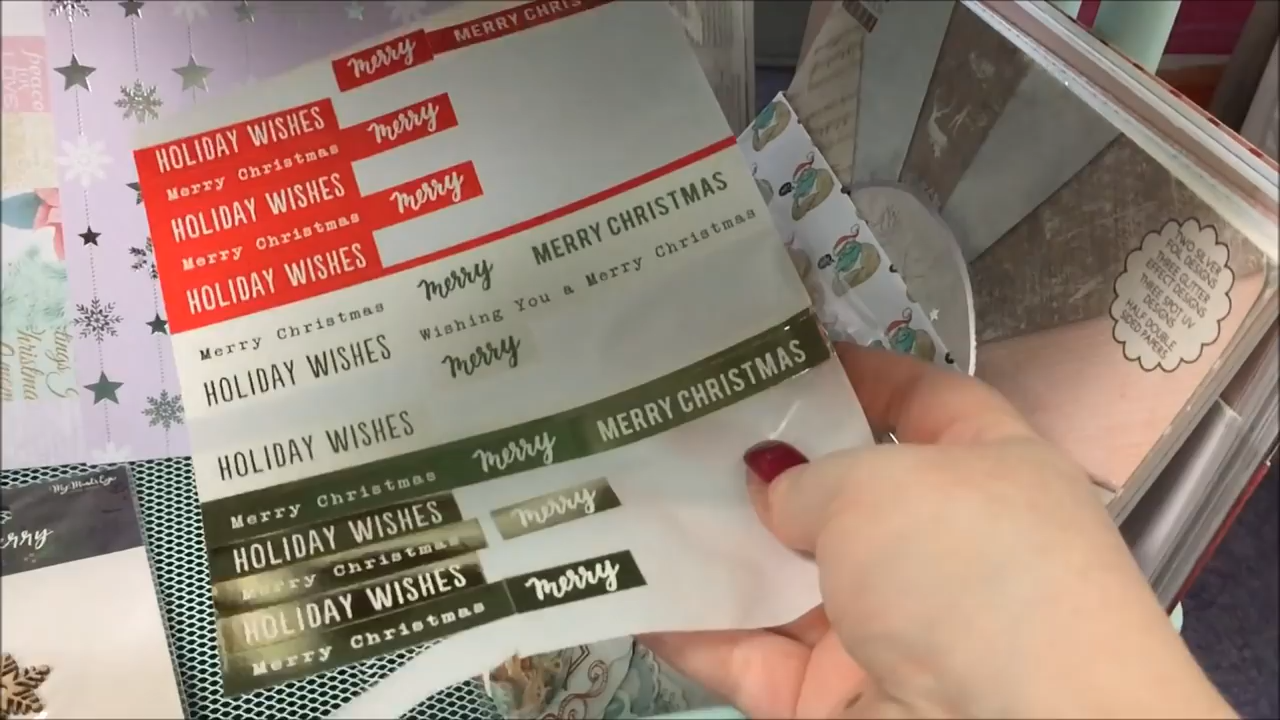 Merry
MERRY CHRIS
HOLIDAY WISHES
Merry
Merry Christmas
HOLIDAY WISHES
Merry
Merry Christmas
HOLIDAY WISHES
Merry Christmas
Merry
MERRY CHRISTMAS
HOLIDAY WISHES
Wishing You a Merry Christmas
Merry
HOLIDAY WISHES
Merry Christmas
Merry
MERRY CHRISTMAS
HOLIDAY WISHES
Merry
Merry Christmas
HOLIDAY WISHES
Merry
Merry Christmas
TWO SILVER
FOIL DESIGNS
THREE GLITTER
EFFECT DESIGNS
THREE SPOT UV
DESIGNS
HALF DOUBLE
SIDED PAPERS
peace
LOVE
My Mind's Eye
erry